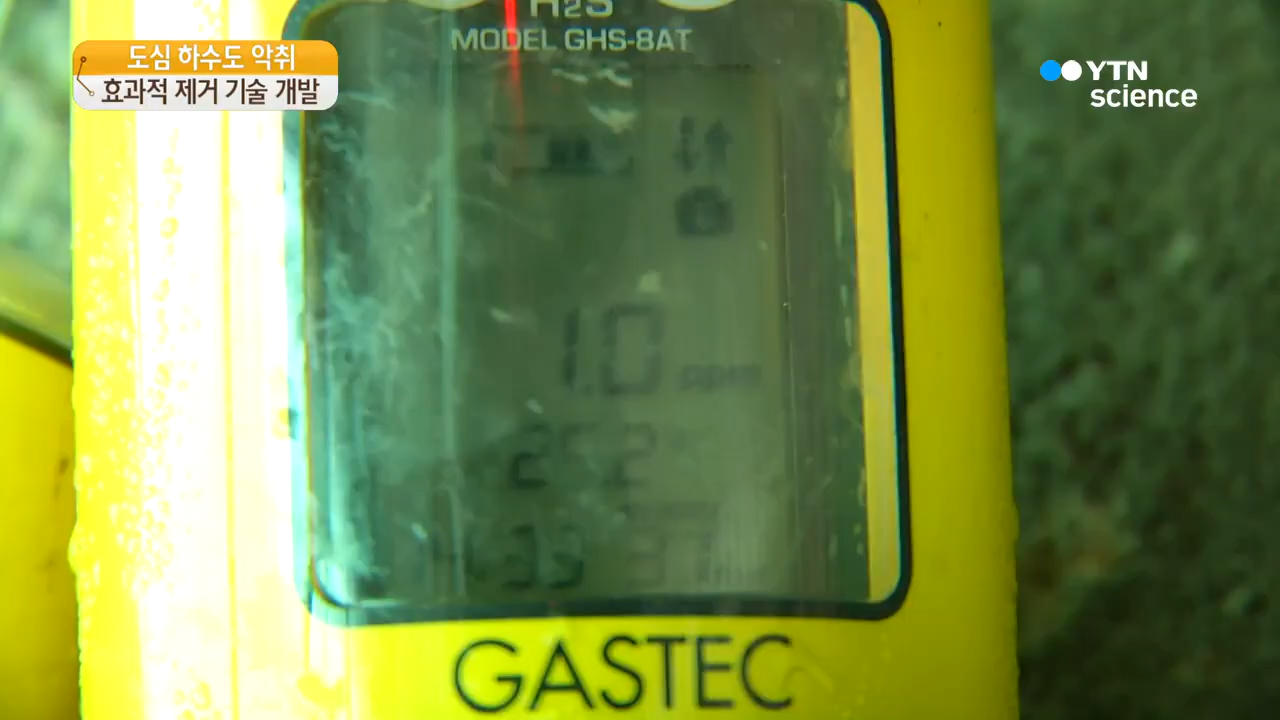 도심 하수도 악취
효과적 제거 기술 개발
YTN
science
H2S
MODEL GHS-8AT
1.0 ppm
GASTEC